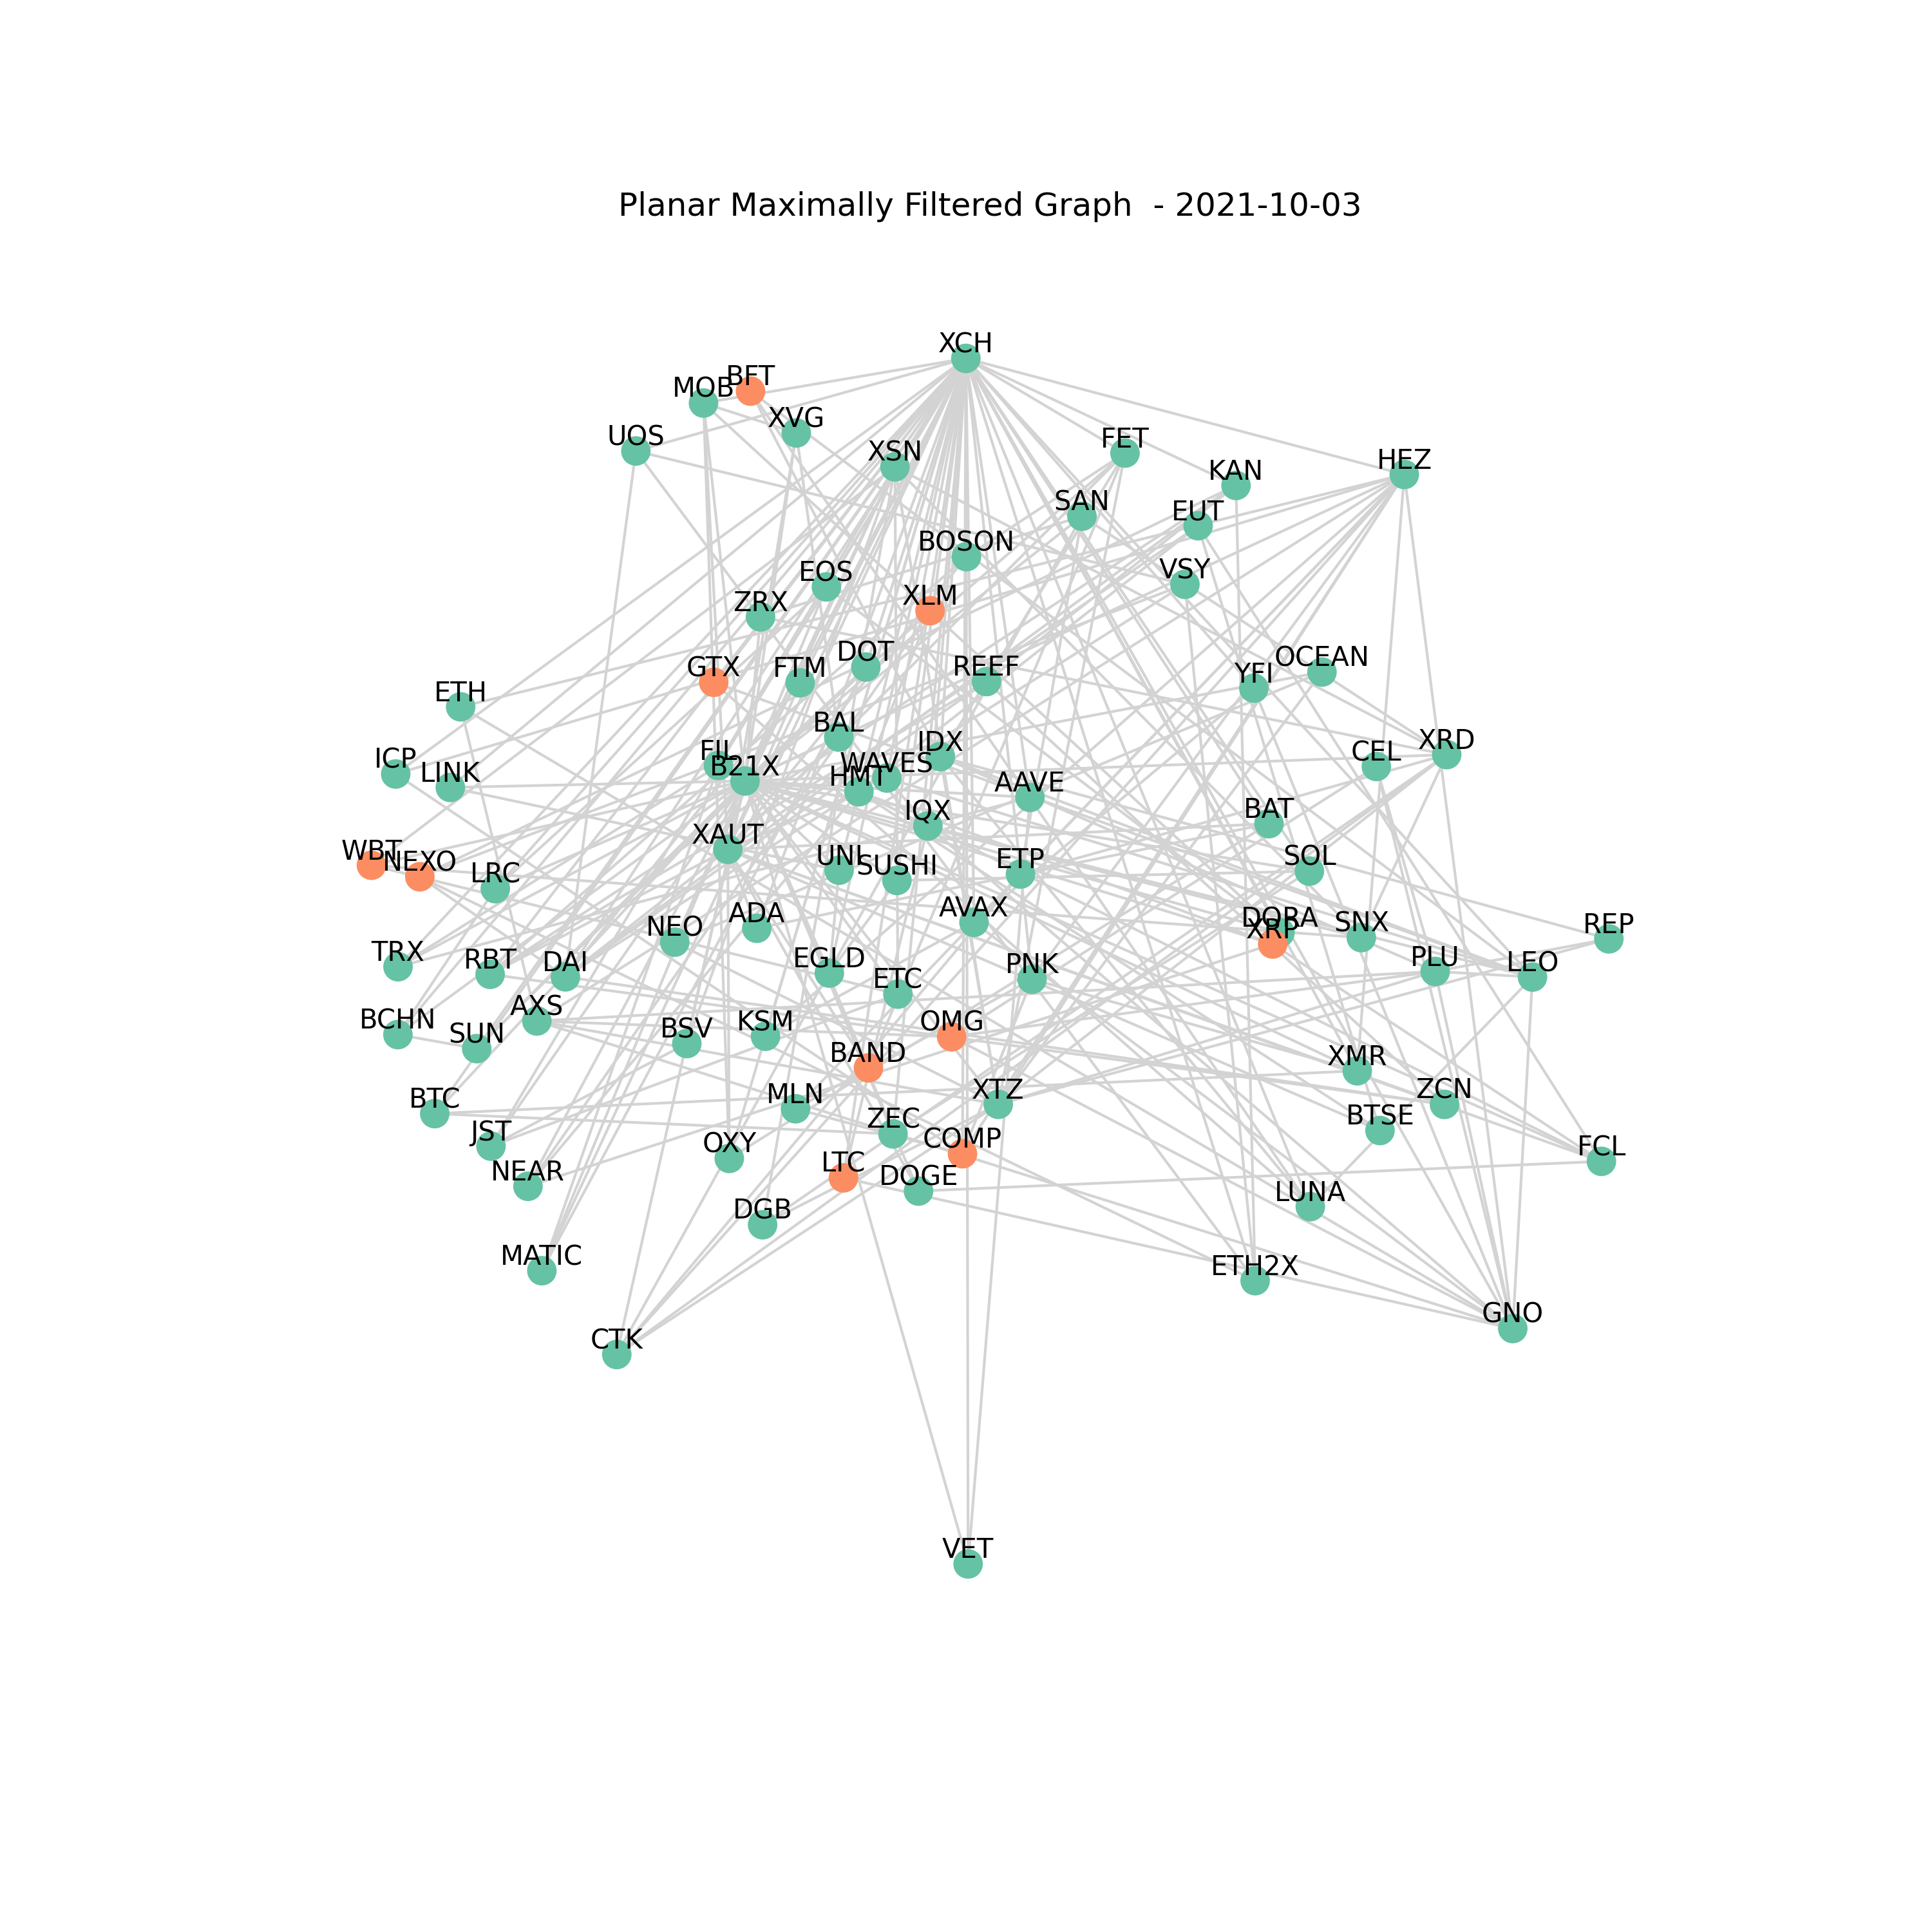 Planar Maximally Filtered Graph - 2021-10-03
XCH
BFT
MOB
XVG
UOS
FET
XSN
HEZ
KAN
SAN
EUT
BOSON
VSY
EOS
XLM
ZRX
DOT
OCEAN
GTX
FTM
REEF
YFI
ETH
BAL
IDX
XRD
FIL
CEL
ICP
B21X
WAVES
LINK
HMT
AAVE
IQX
BAT
XAUT
WBT
NEXO
UNI
SUSHI
ETP
SOL
LRC
ADA
AVAX
DORA
NEO
XRP
SNX
REP
TRX
RBT
DAI
EGLD
PNK
PLU
LEO
ETC
AXS
BCHN
SUN
BSV
KSM
OMG
BAND
XMR
BTC
MLN
XTZ
ZCN
JST
ZEC
BTSE
OXY
COMP
NEAR
LTC
DOGE
FCL
DGB
LUNA
MATIC
ETH2X
GNO
CTK
VET